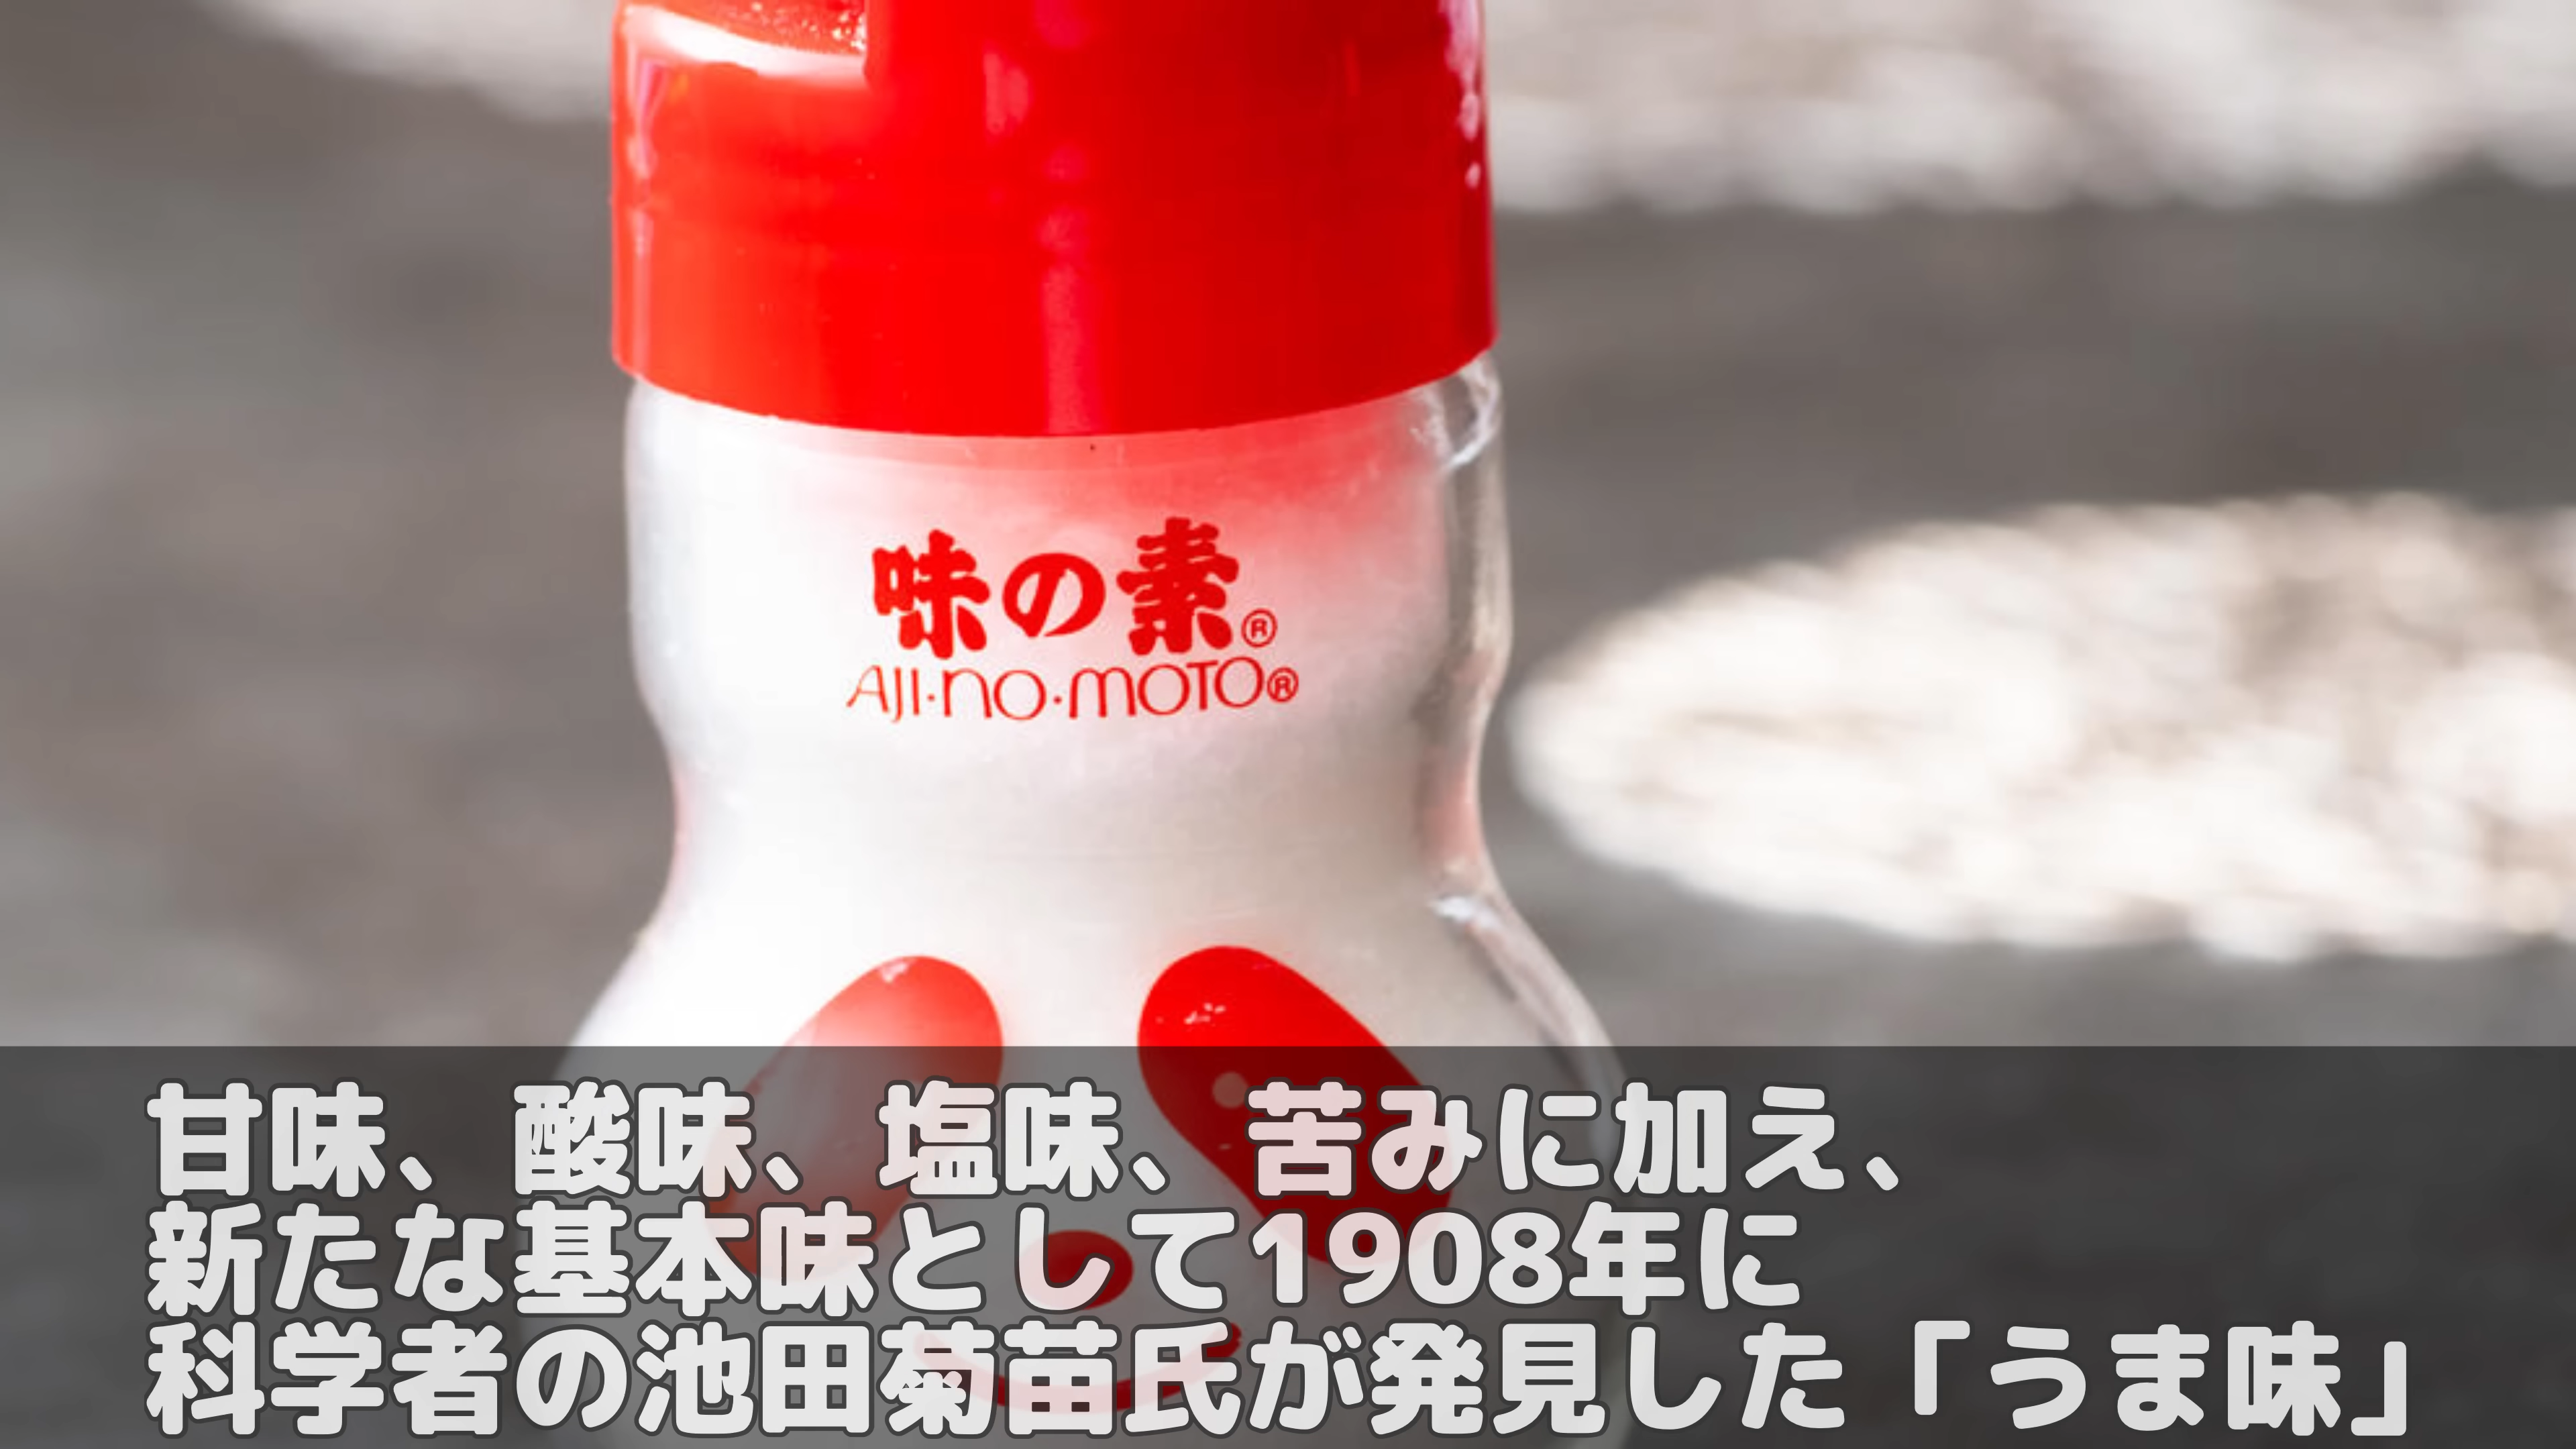 味の素®
AJI・NO・MOTO®
甘味、酸味、塩味、苦みに加え、
新たな基本味として1908年に
科学者の池田菊苗氏が発見した「うま味」